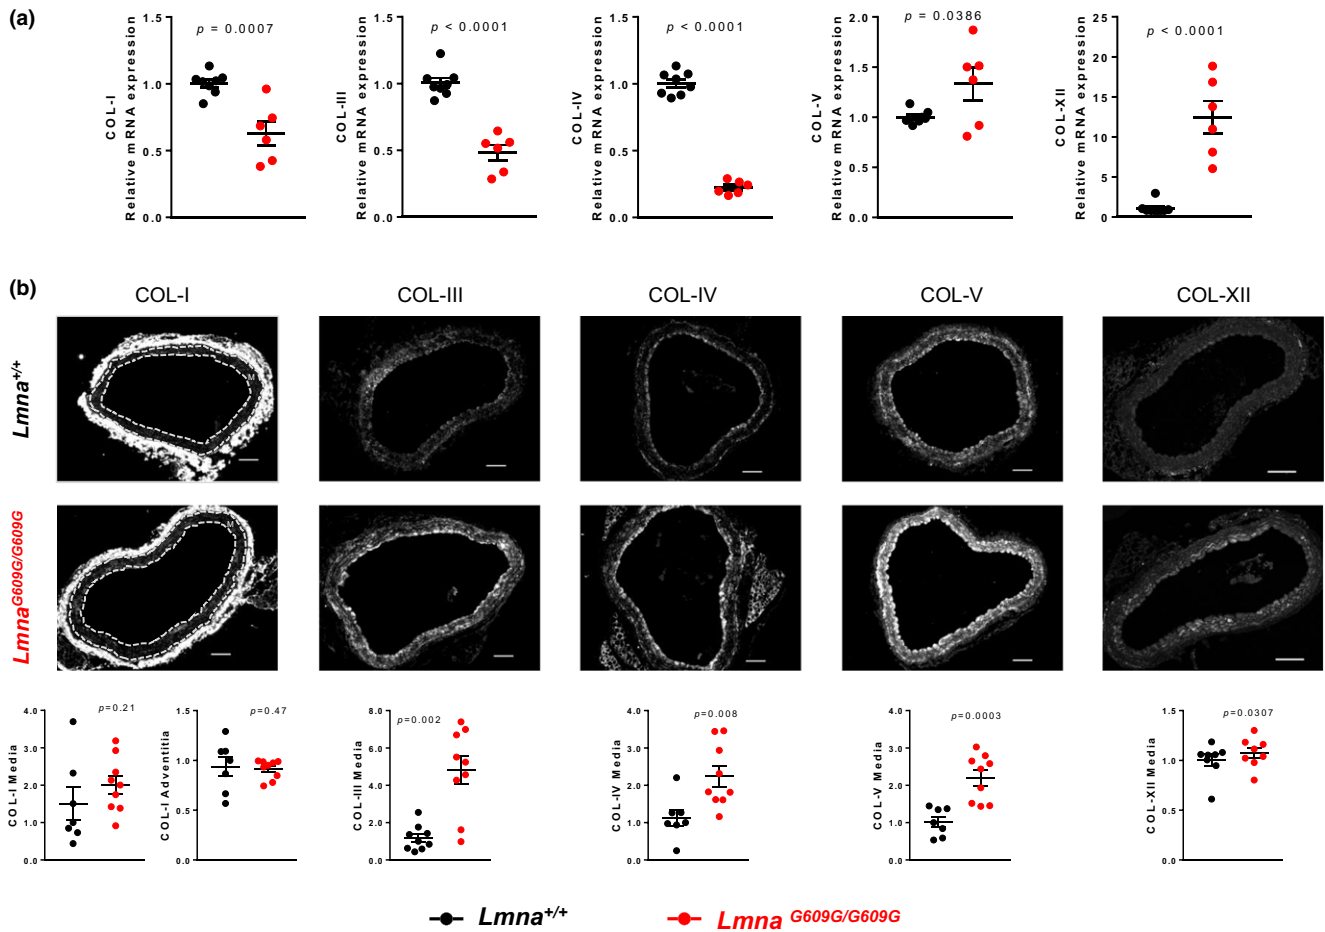 (a)
COL-I
Relative mRNA expression
1.5
1.0
0.5
0.0
p = 0.0007
COL-III
Relative mRNA expression
1.5
1.0
0.5
0.0
p < 0.0001
COL-IV
Relative mRNA expression
1.5
1.0
0.5
0.0
p < 0.0001
COL-V
Relative mRNA expression
2.0
1.5
1.0
0.5
0.0
p = 0.0386
COL-XII
Relative mRNA expression
25
20
15
10
5
0
p < 0.0001
(b)
COL-I
COL-III
COL-IV
COL-V
COL-XII
Lmna+/+
M
LmnaG609G/G609G
M
COL-I Media
4.0
3.0
2.0
1.0
0.0
p=0.21
COL-I Adventitia
1.5
1.0
0.5
0.0
p=0.47
COL-III Media
8.0
6.0
4.0
2.0
0.0
p=0.002
COL-IV Media
4.0
3.0
2.0
1.0
0.0
p=0.008
COL-V Media
4.0
3.0
2.0
1.0
0.0
p=0.0003
COL-XII Media
1.5
1.0
0.5
0.0
p=0.0307
Lmna+/+
Lmna G609G/G609G